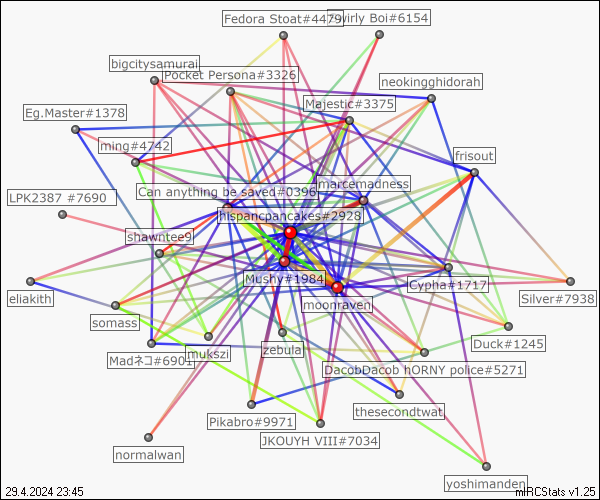 Fedora Stoat#4479
wirly Boi#6154
bigcitysamurai
Pocket Persona#3326
neokingghidorah
Majestic#3375
Eg.Master#1378
ming#4742
frisout
marcemadness
Can anything be saved#0396
LPK2387 #7690
hispancpancakes#2928
shawntee9
Mushy#1984
Cypha#1717
eliakith
moonraven
Silver#7938
somass
Duck#1245
zebula
mukszi
Madネコ#6901
DacobDacob hORNY police#5271
thesecondtwat
Pikabro#9971
JKOUYH VIII#7034
normalwan
yoshimanden
29.4.2024 23:45
mIRCStats v1.25